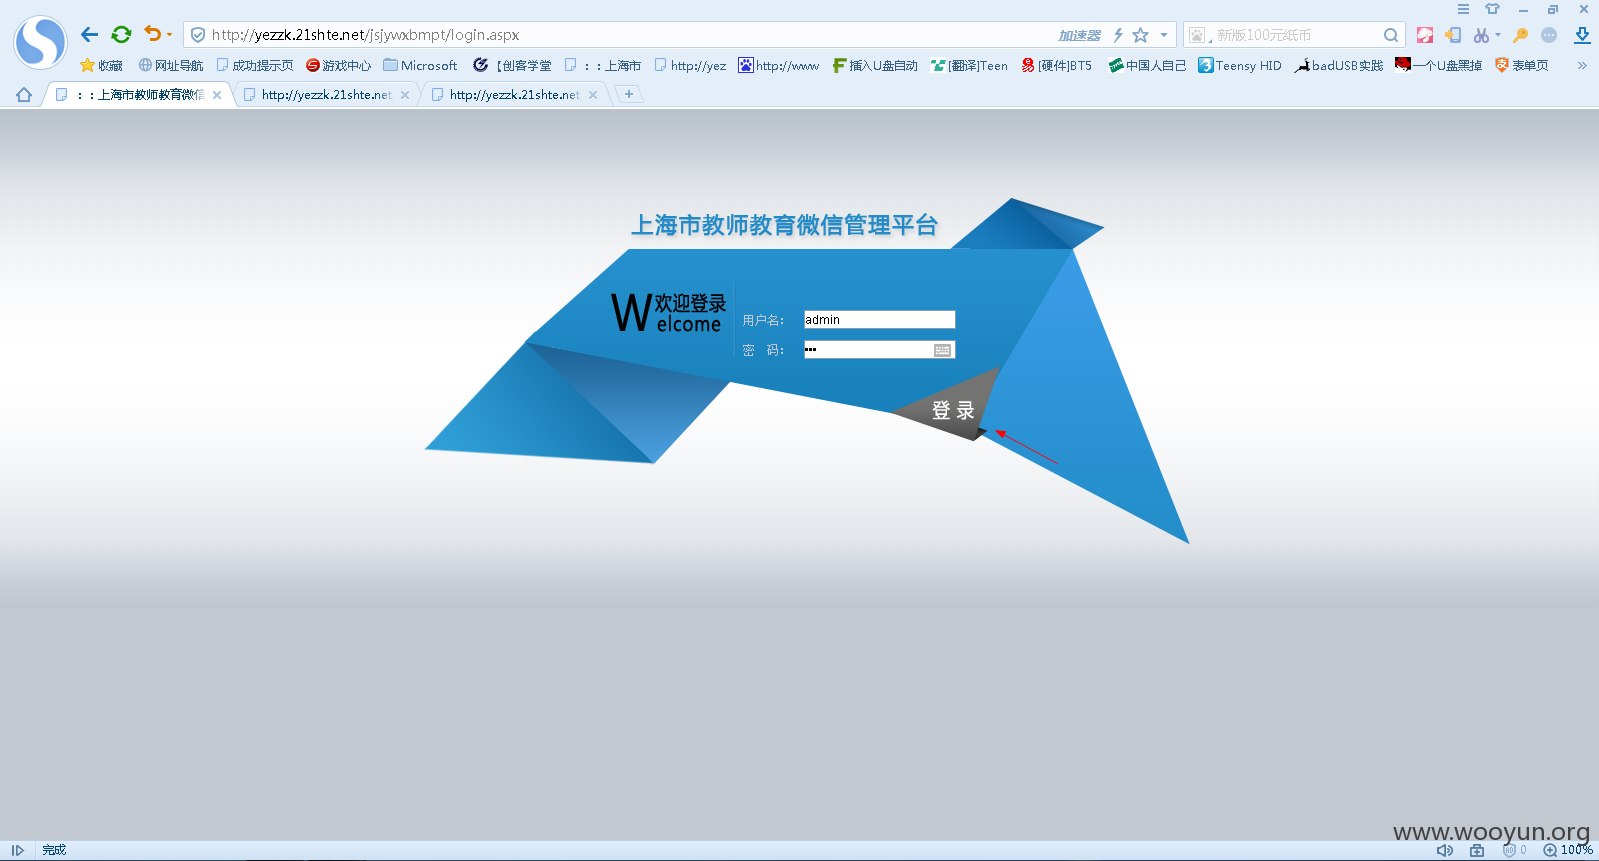 http://yezzk.21shte.net/jsjywxbmpt/login.aspx
加速器
新版100元纸币
收藏
网址导航
成功提示页
游戏中心
Microsoft
【创客学堂
：：上海市
http://yez
http://www
插入U盘自动
[翻译]Teen
[硬件]BT5
中国人自己
Teensy HID
badUSB实践
一个U盘黑掉
表单页
：：上海市教师教育微信
http://yezzk.21shte.net
http://yezzk.21shte.net
上海市教师教育微信管理平台
欢迎登录
Welcome
用户名：
admin
密 码：
登 录
www.wooyun.org
完成
0
100%